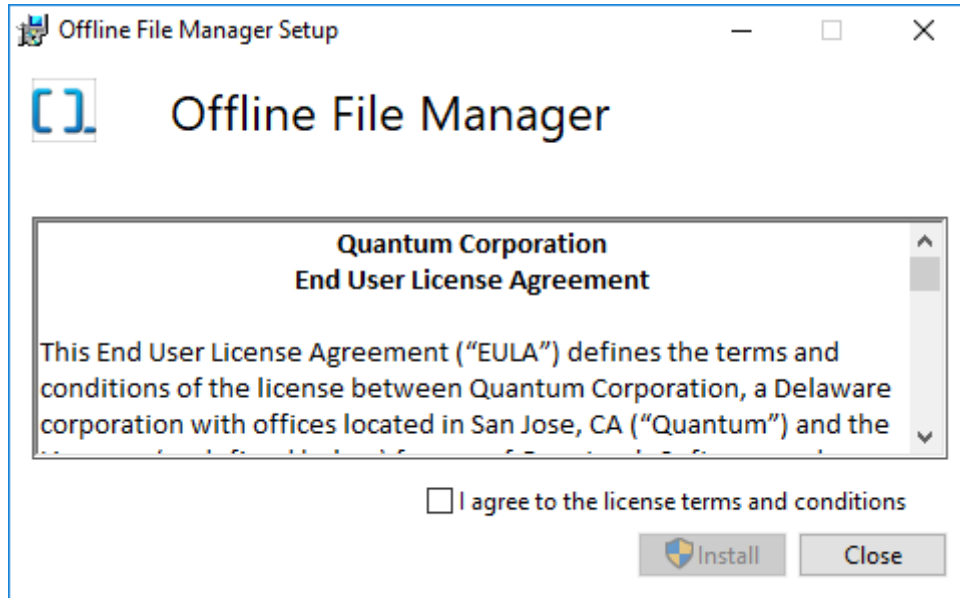 Offline File Manager Setup
Offline File Manager
Quantum Corporation
End User License Agreement
This End User License Agreement (“EULA”) defines the terms and
conditions of the license between Quantum Corporation, a Delaware
corporation with offices located in San Jose, CA (“Quantum”) and the
I agree to the license terms and conditions
Install
Close